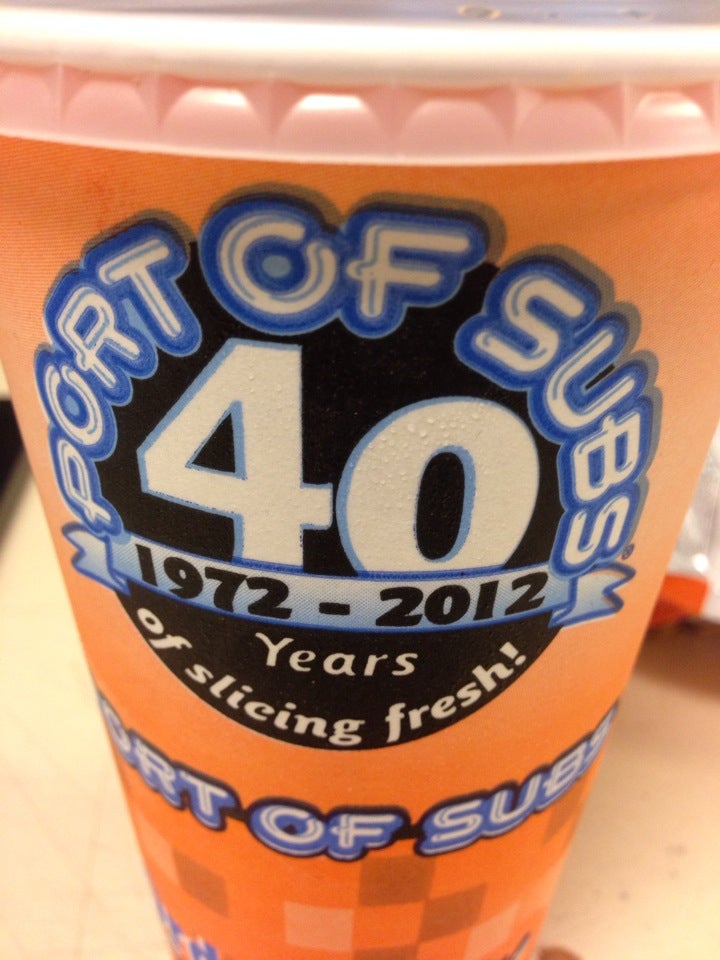 PORT OF SUBS®
40
1972 - 2012
Years
of slicing fresh!
PORT OF SUBS